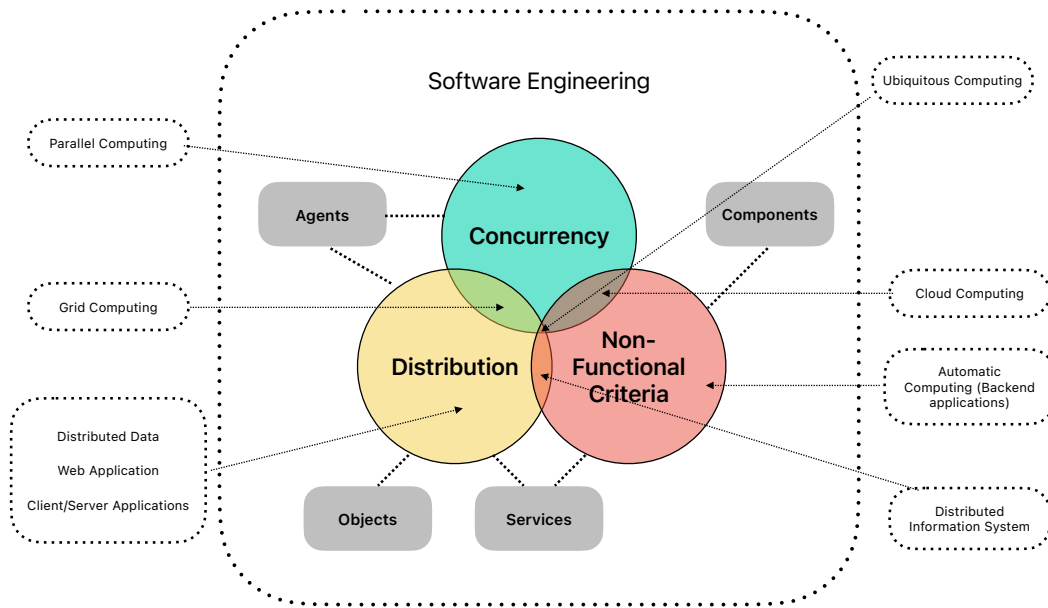 Software Engineering
Ubiquitous Computing
Parallel Computing
Agents
Components
Concurrency
Grid Computing
Cloud Computing
Distribution
Non-
Functional
Criteria
Automatic
Computing (Backend
applications)
Distributed Data
Web Application
Client/Server Applications
Objects
Services
Distributed
Information System